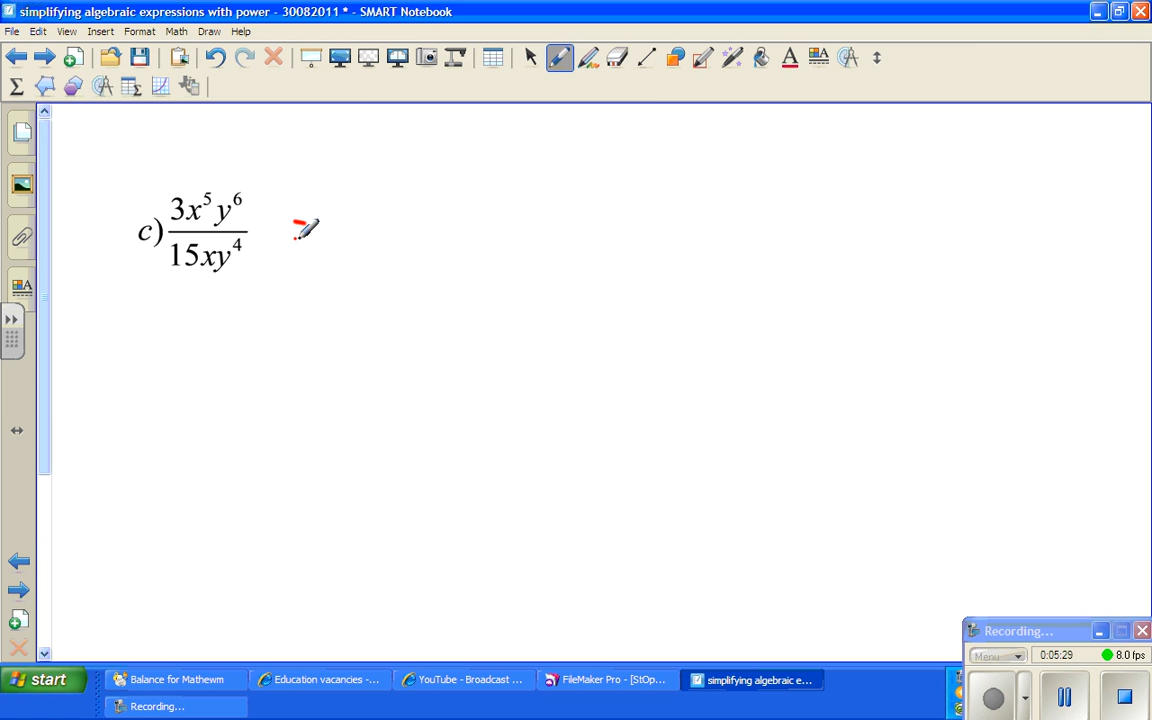 simplifying algebraic expressions with power - 30082011 * - SMART Notebook
File Edit View Insert Format Math Draw Help
c) 3x⁵y⁶ / 15xy⁴
Recording...
Menu 0:05:29 8.0 fps
start Balance for Mathewm Education vacancies -... YouTube - Broadcast ... FileMaker Pro - [StOp... simplifying algebraic e...
Recording...